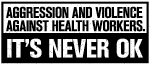 AGGRESSION AND VIOLENCE
AGAINST HEALTH WORKERS.
IT'S NEVER OK